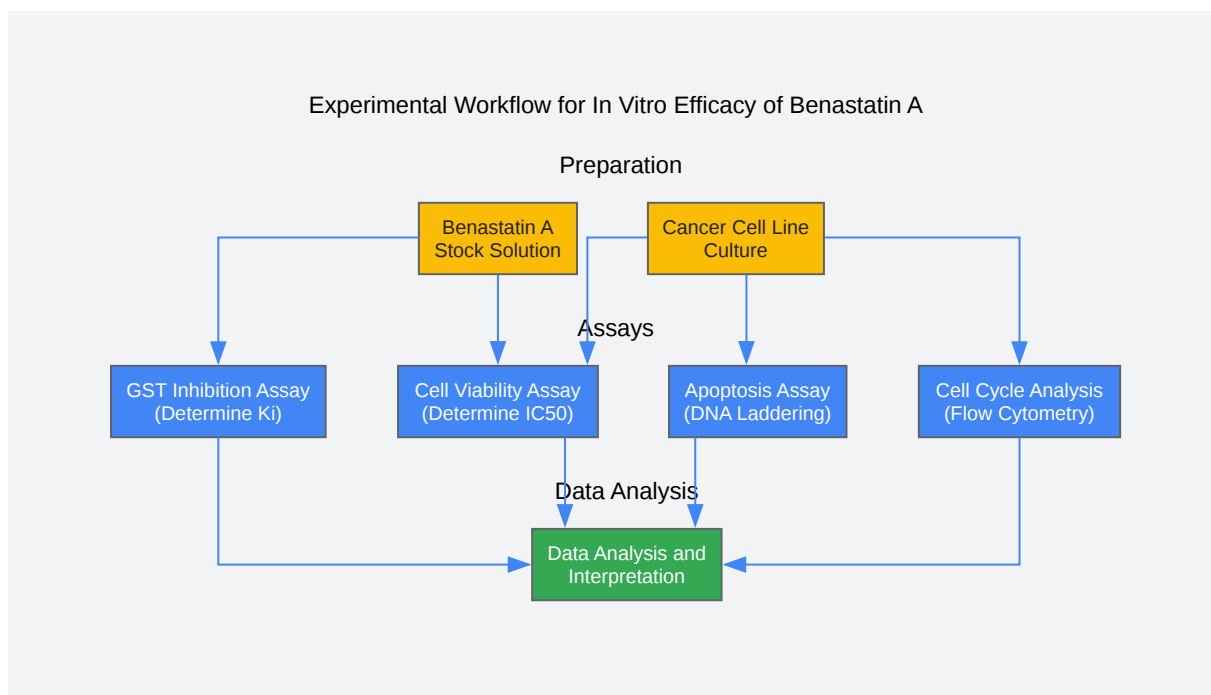 Experimental Workflow for In Vitro Efficacy of Benastatin A
Preparation
Benastatin A
Stock Solution
Cancer Cell Line
Culture
Assays
GST Inhibition Assay
(Determine Ki)
Cell Viability Assay
(Determine IC50)
Apoptosis Assay
(DNA Laddering)
Cell Cycle Analysis
(Flow Cytometry)
Data Analysis
Data Analysis and
Interpretation